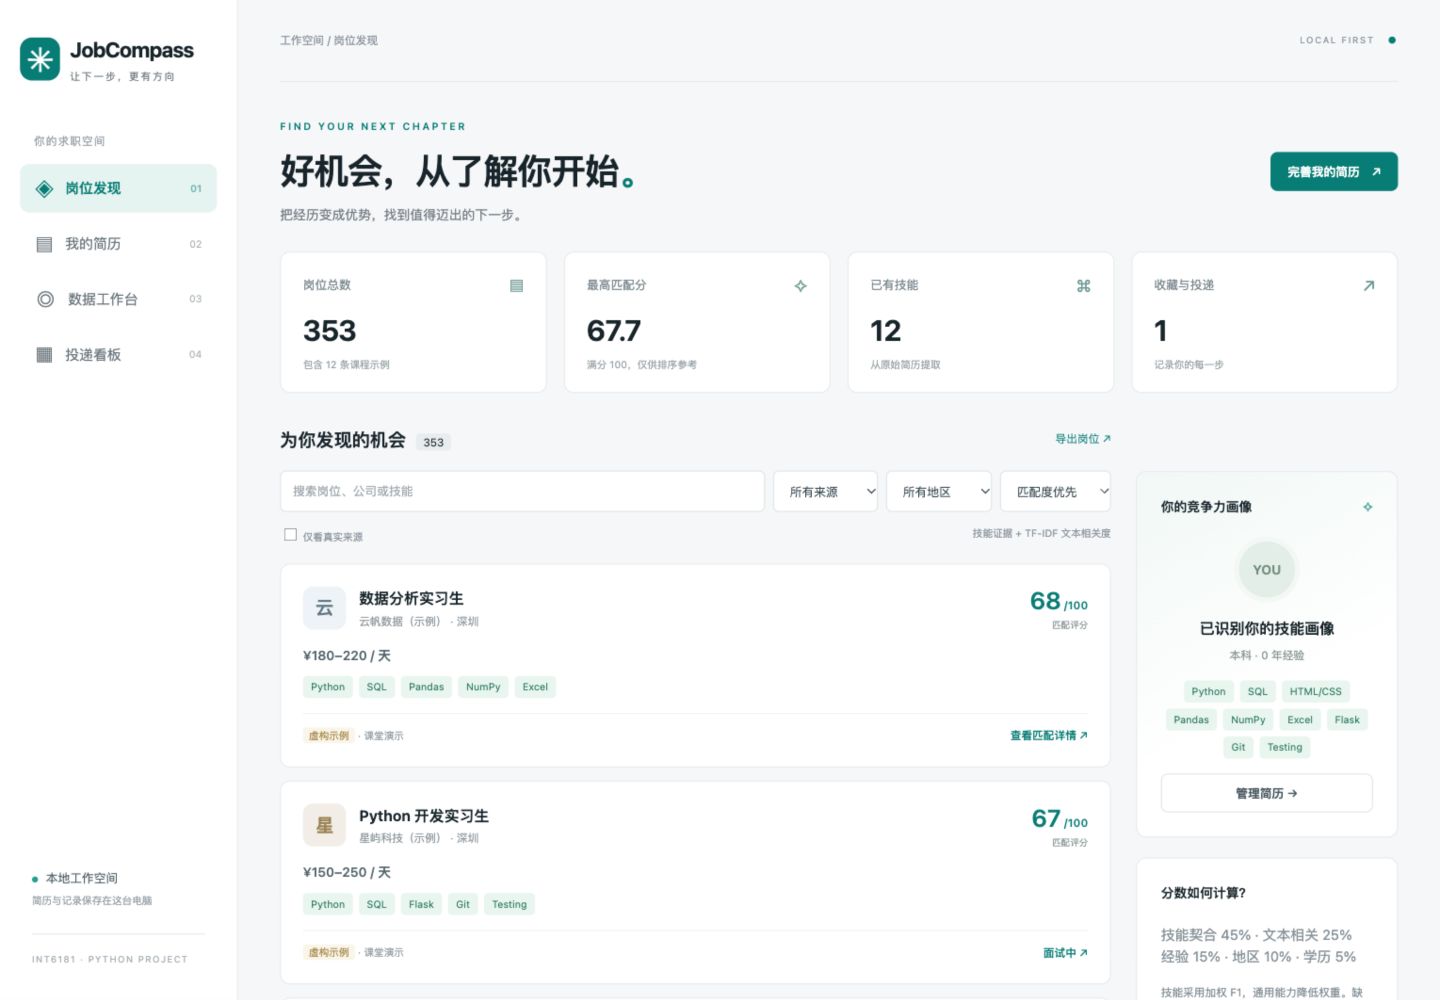 JobCompass
让下一步，更有方向
你的求职空间
岗位发现 01
我的简历 02
数据工作台 03
投递看板 04
本地工作空间
简历与记录保存在这台电脑
INT6181 · PYTHON PROJECT
工作空间 / 岗位发现
LOCAL FIRST
FIND YOUR NEXT CHAPTER
好机会，从了解你开始。
把经历变成优势，找到值得迈出的下一步。
完善我的简历 ↗
岗位总数
353
包含 12 条课程示例
最高匹配分
67.7
满分 100，仅供排序参考
已有技能
12
从原始简历提取
收藏与投递
1
记录你的每一步
为你发现的机会 353
导出岗位 ↗
搜索岗位、公司或技能
所有来源
所有地区
匹配度优先
仅看真实来源
技能证据 + TF-IDF 文本相关度
云
数据分析实习生
云帆数据（示例） · 深圳
68 /100
匹配评分
¥180–220 / 天
Python SQL Pandas NumPy Excel
虚构示例 · 课堂演示
查看匹配详情 ↗
星
Python 开发实习生
星屿科技（示例） · 深圳
67 /100
匹配评分
¥150–250 / 天
Python SQL Flask Git Testing
虚构示例 · 课堂演示
面试中 ↗
你的竞争力画像
YOU
已识别你的技能画像
本科 · 0 年经验
Python SQL HTML/CSS
Pandas NumPy Excel Flask
Git Testing
管理简历 →
分数如何计算?
技能契合 45% · 文本相关 25%
经验 15% · 地区 10% · 学历 5%
技能采用加权 F1，通用能力降低权重。缺